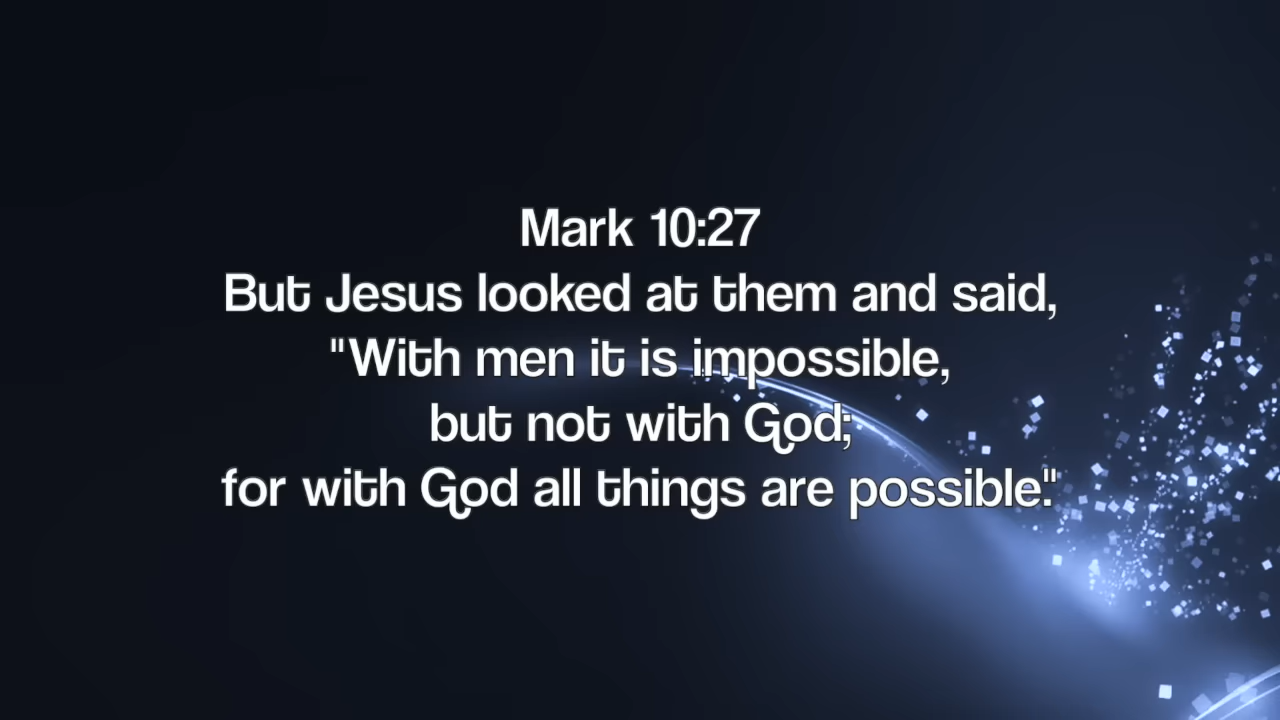 Mark 10:27
But Jesus looked at them and said,
"With men it is impossible,
but not with God;
for with God all things are possible."